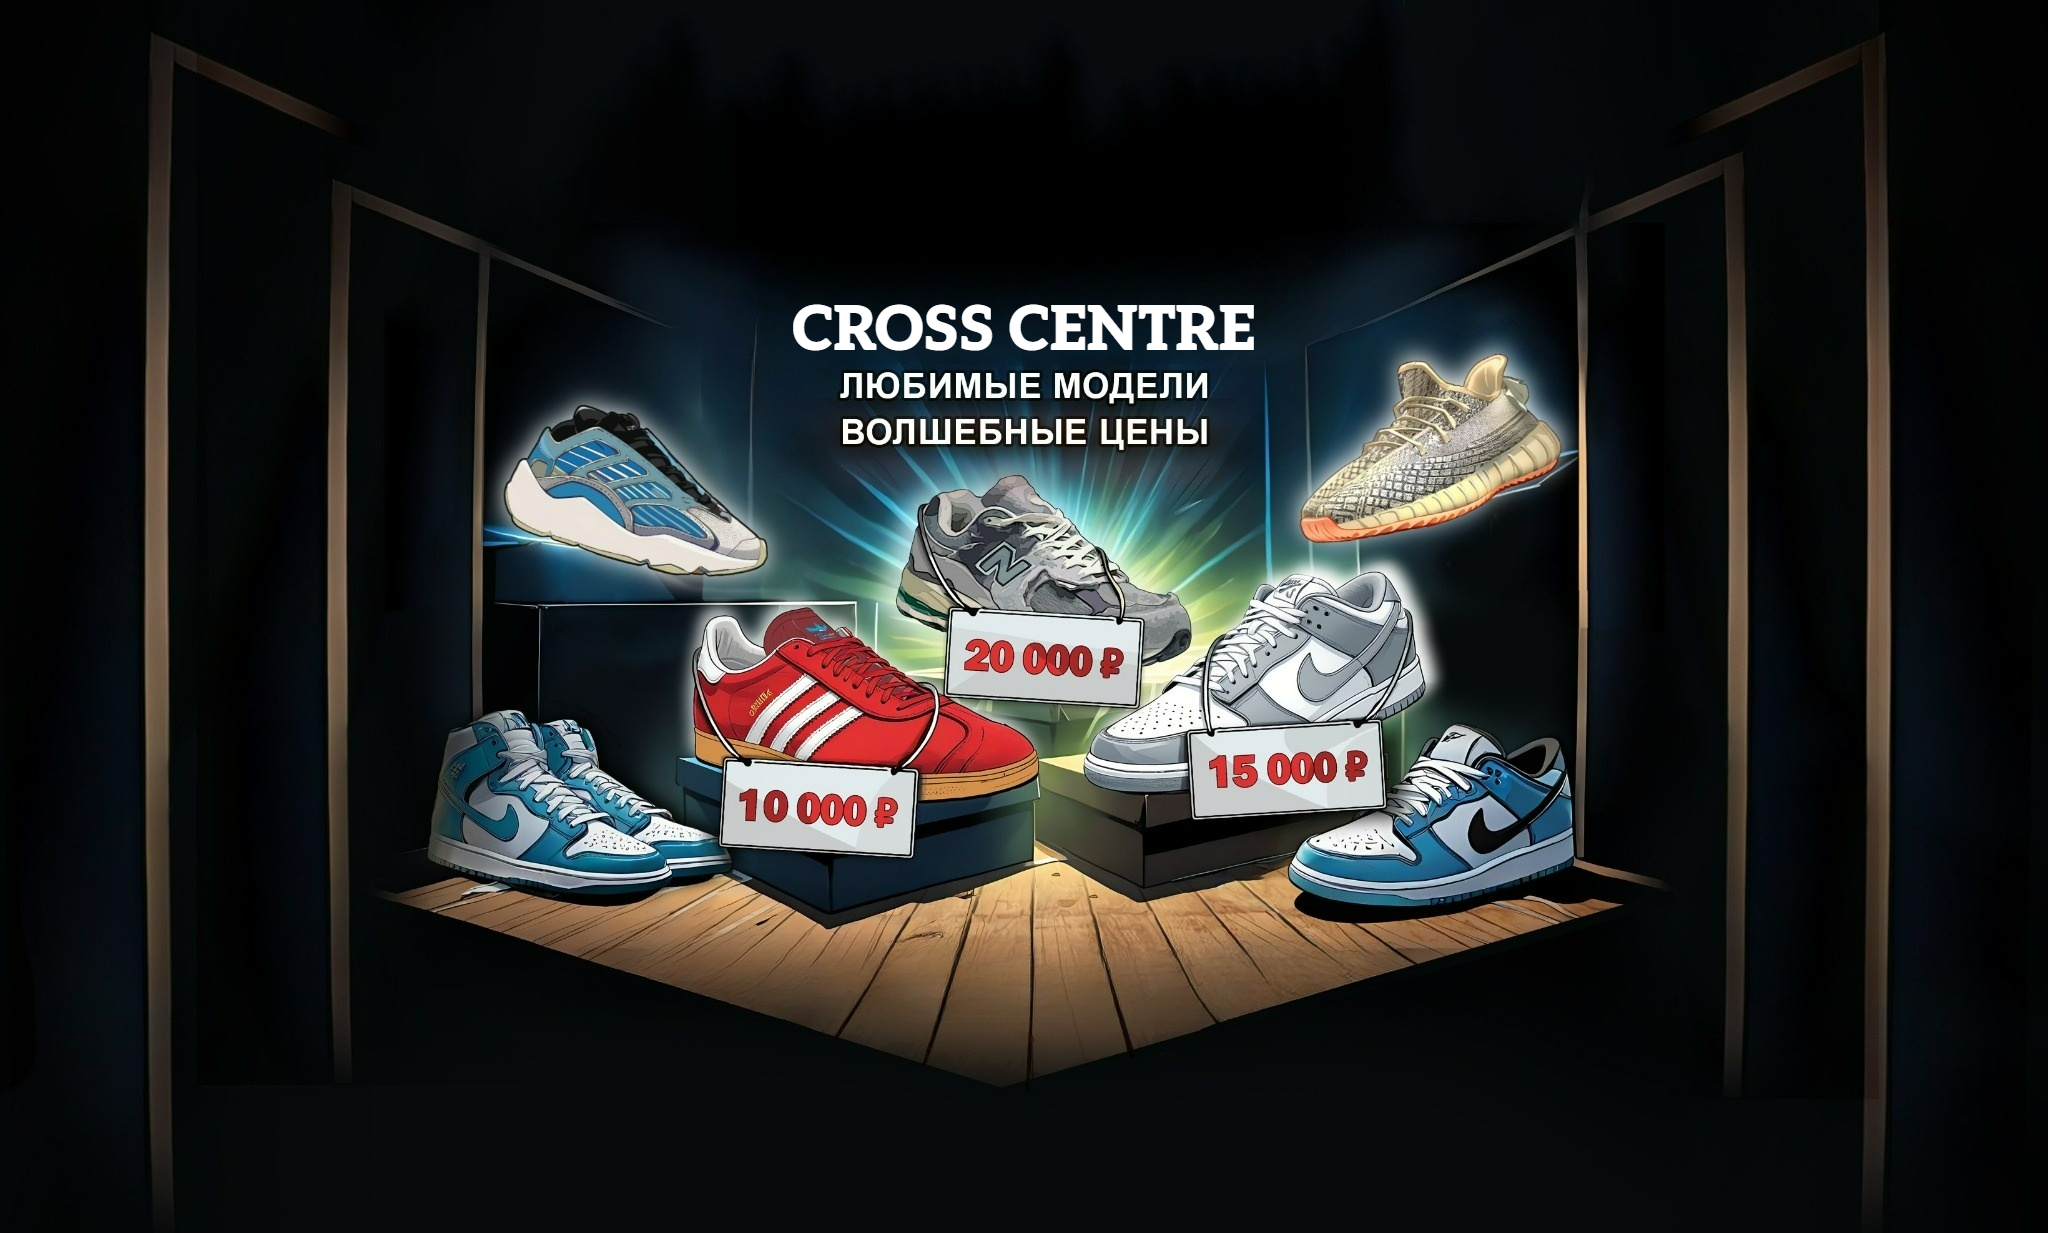 CROSS CENTRE
ЛЮБИМЫЕ МОДЕЛИ
ВОЛШЕБНЫЕ ЦЕНЫ
N
20 000 ₽
15 000 ₽
10 000 ₽